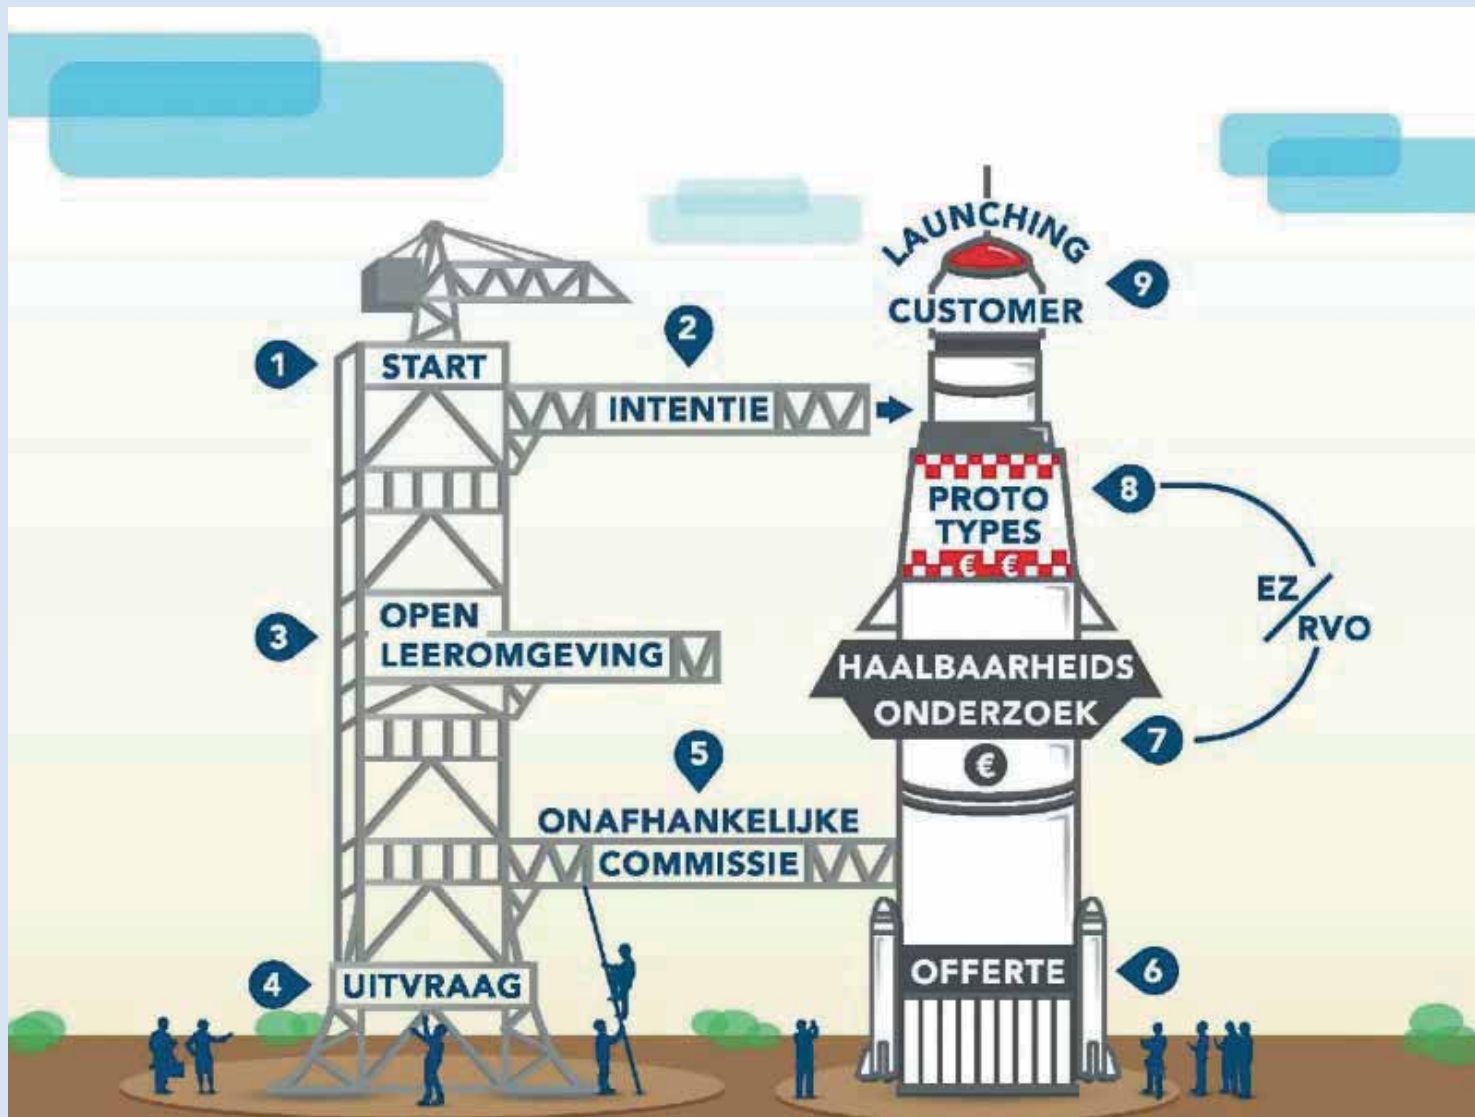 1
START
2
INTENTIE
3
OPEN
LEEROMGEVING
4
UITVRAAG
5
ONAFHANKELIJKE
COMMISSIE
6
OFFERTE
7
HAALBAARHEIDS
ONDERZOEK
€
8
PROTO
TYPES
€ €
EZ/
RVO
9
LAUNCHING
CUSTOMER